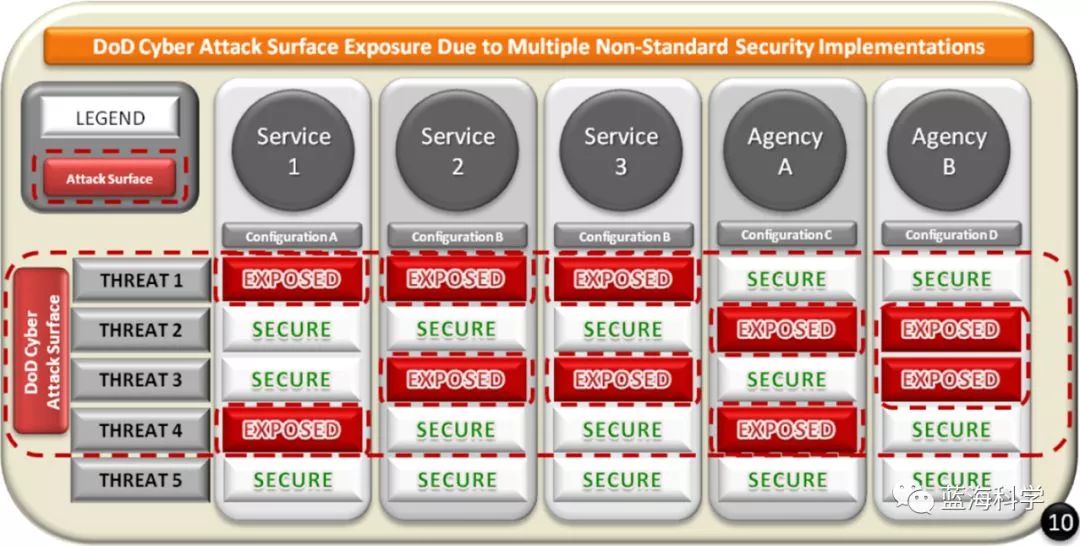 DoD Cyber Attack Surface Exposure Due to Multiple Non-Standard Security Implementations
LEGEND
Attack Surface
Service
1
Service
2
Service
3
Agency
A
Agency
B
Configuration A
Configuration B
Configuration B
Configuration C
Configuration D
DoD Cyber
Attack Surface
THREAT 1 EXPOSED EXPOSED EXPOSED SECURE SECURE
THREAT 2 SECURE SECURE SECURE EXPOSED EXPOSED
THREAT 3 SECURE EXPOSED EXPOSED SECURE EXPOSED
THREAT 4 EXPOSED SECURE SECURE EXPOSED SECURE
THREAT 5 SECURE SECURE SECURE SECURE SECURE
蓝海科学
10